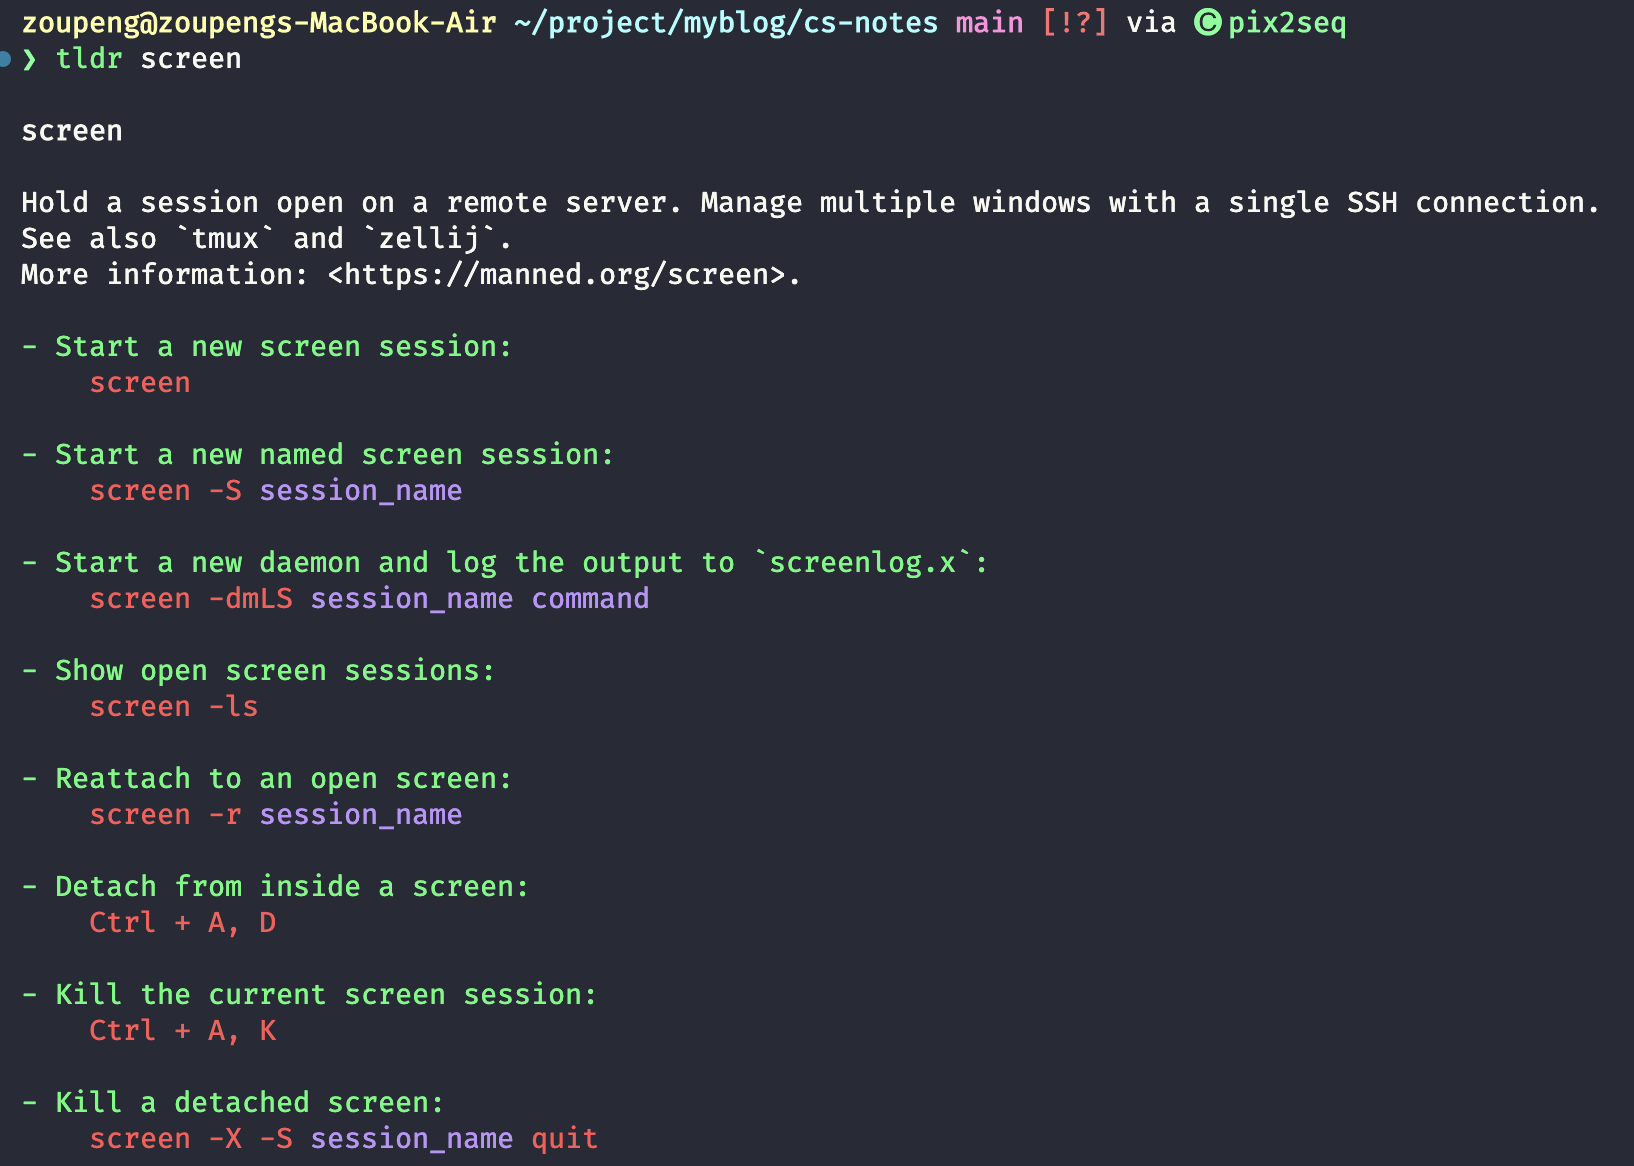 zoupeng@zoupengs-MacBook-Air ~/project/myblog/cs-notes main [!?] via 🅒 pix2seq
❯ tldr screen
screen
Hold a session open on a remote server. Manage multiple windows with a single SSH connection.
See also `tmux` and `zellij`.
More information: <https://manned.org/screen>.
- Start a new screen session:
screen
- Start a new named screen session:
screen -S session_name
- Start a new daemon and log the output to `screenlog.x`:
screen -dmLS session_name command
- Show open screen sessions:
screen -ls
- Reattach to an open screen:
screen -r session_name
- Detach from inside a screen:
Ctrl + A, D
- Kill the current screen session:
Ctrl + A, K
- Kill a detached screen:
screen -X -S session_name quit